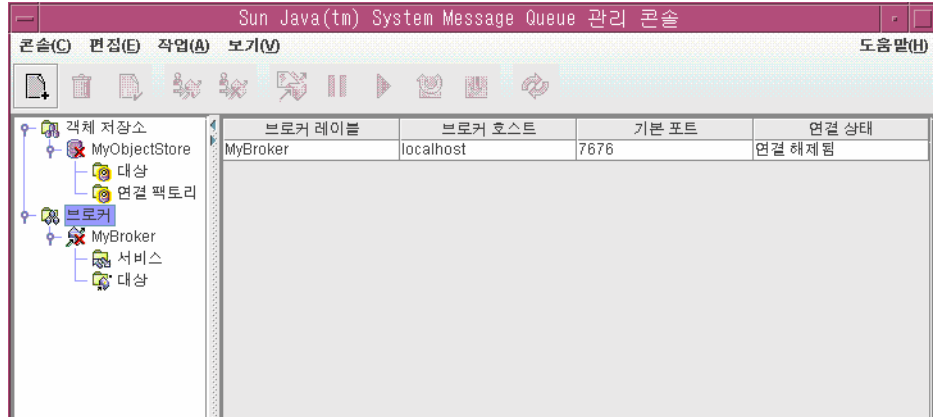 Sun Java(tm) System Message Queue 관리 콘솔
콘솔(C) 편집(E) 작업(A) 보기(V) 도움말(H)
객체 저장소
MyObjectStore
대상
연결 팩토리
브로커
MyBroker
서비스
대상
브로커 레이블 브로커 호스트 기본 포트 연결 상태
MyBroker localhost 7676 연결 해제됨